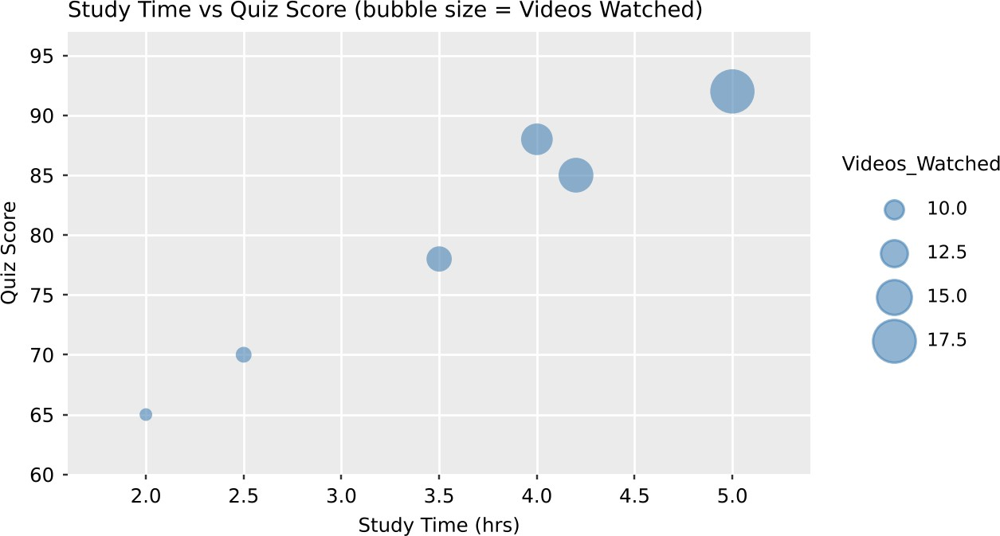 Study Time vs Quiz Score (bubble size = Videos Watched)
95
90
85
80
75
70
65
60
Quiz Score
2.0 2.5 3.0 3.5 4.0 4.5 5.0
Study Time (hrs)
Videos_Watched
10.0
12.5
15.0
17.5